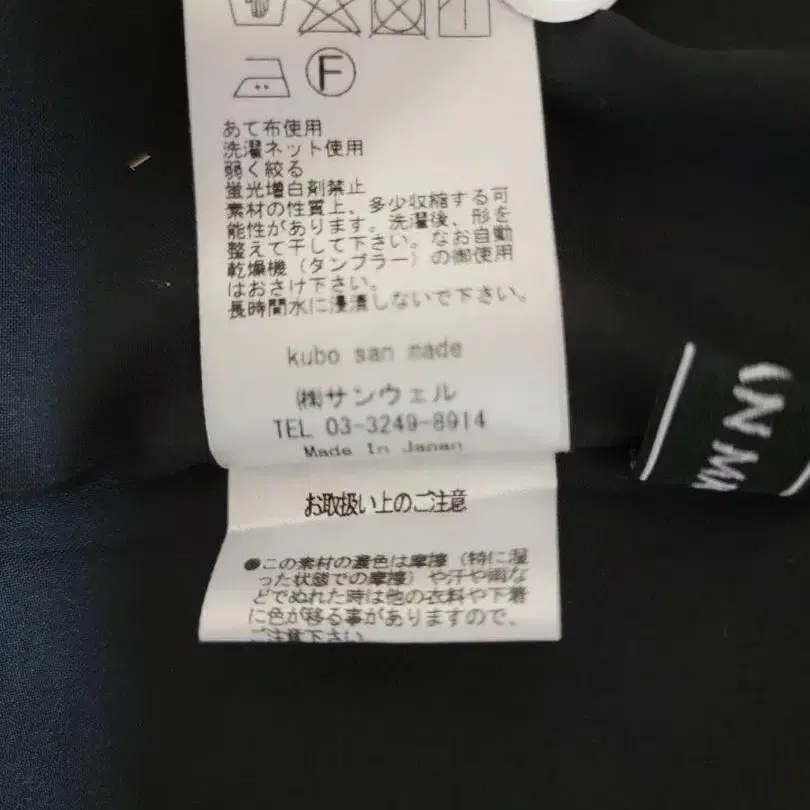 F
あて布使用
洗濯ネット使用
弱く絞る
蛍光増白剤禁止
素材の性質上、多少収縮する可
能性があります。洗濯後、形を
整えて干して下さい。なお自動
乾燥機（タンブラー）の御使用
はおさけ下さい。
長時間水に浸漬しないで下さい。
kubo san made
㈱サンウェル
TEL 03-3249-8914
Made In Japan
お取扱い上のご注意
●この素材の濃色は摩擦（特に湿
った状態での摩擦）や汗や雨な
どでぬれた時は他の衣料や下着
に色が移る事がありますので、
ご注意下さい